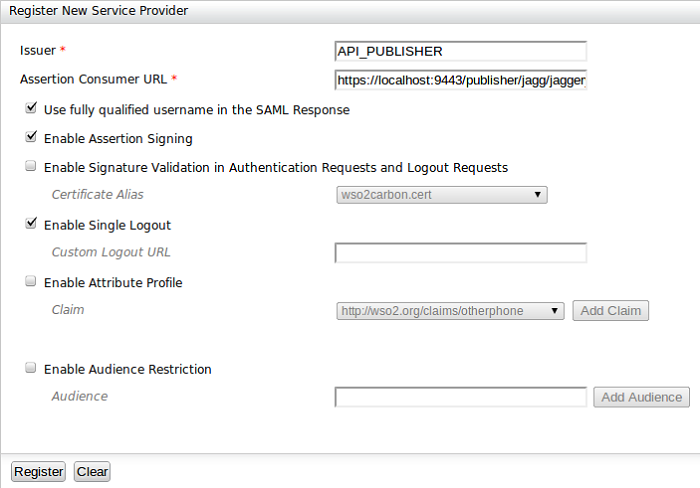 Register New Service Provider
Issuer * API_PUBLISHER
Assertion Consumer URL * https://localhost:9443/publisher/jagg/jagger
Use fully qualified username in the SAML Response
Enable Assertion Signing
Enable Signature Validation in Authentication Requests and Logout Requests
Certificate Alias wso2carbon.cert
Enable Single Logout
Custom Logout URL
Enable Attribute Profile
Claim http://wso2.org/claims/otherphone Add Claim
Enable Audience Restriction
Audience Add Audience
Register Clear